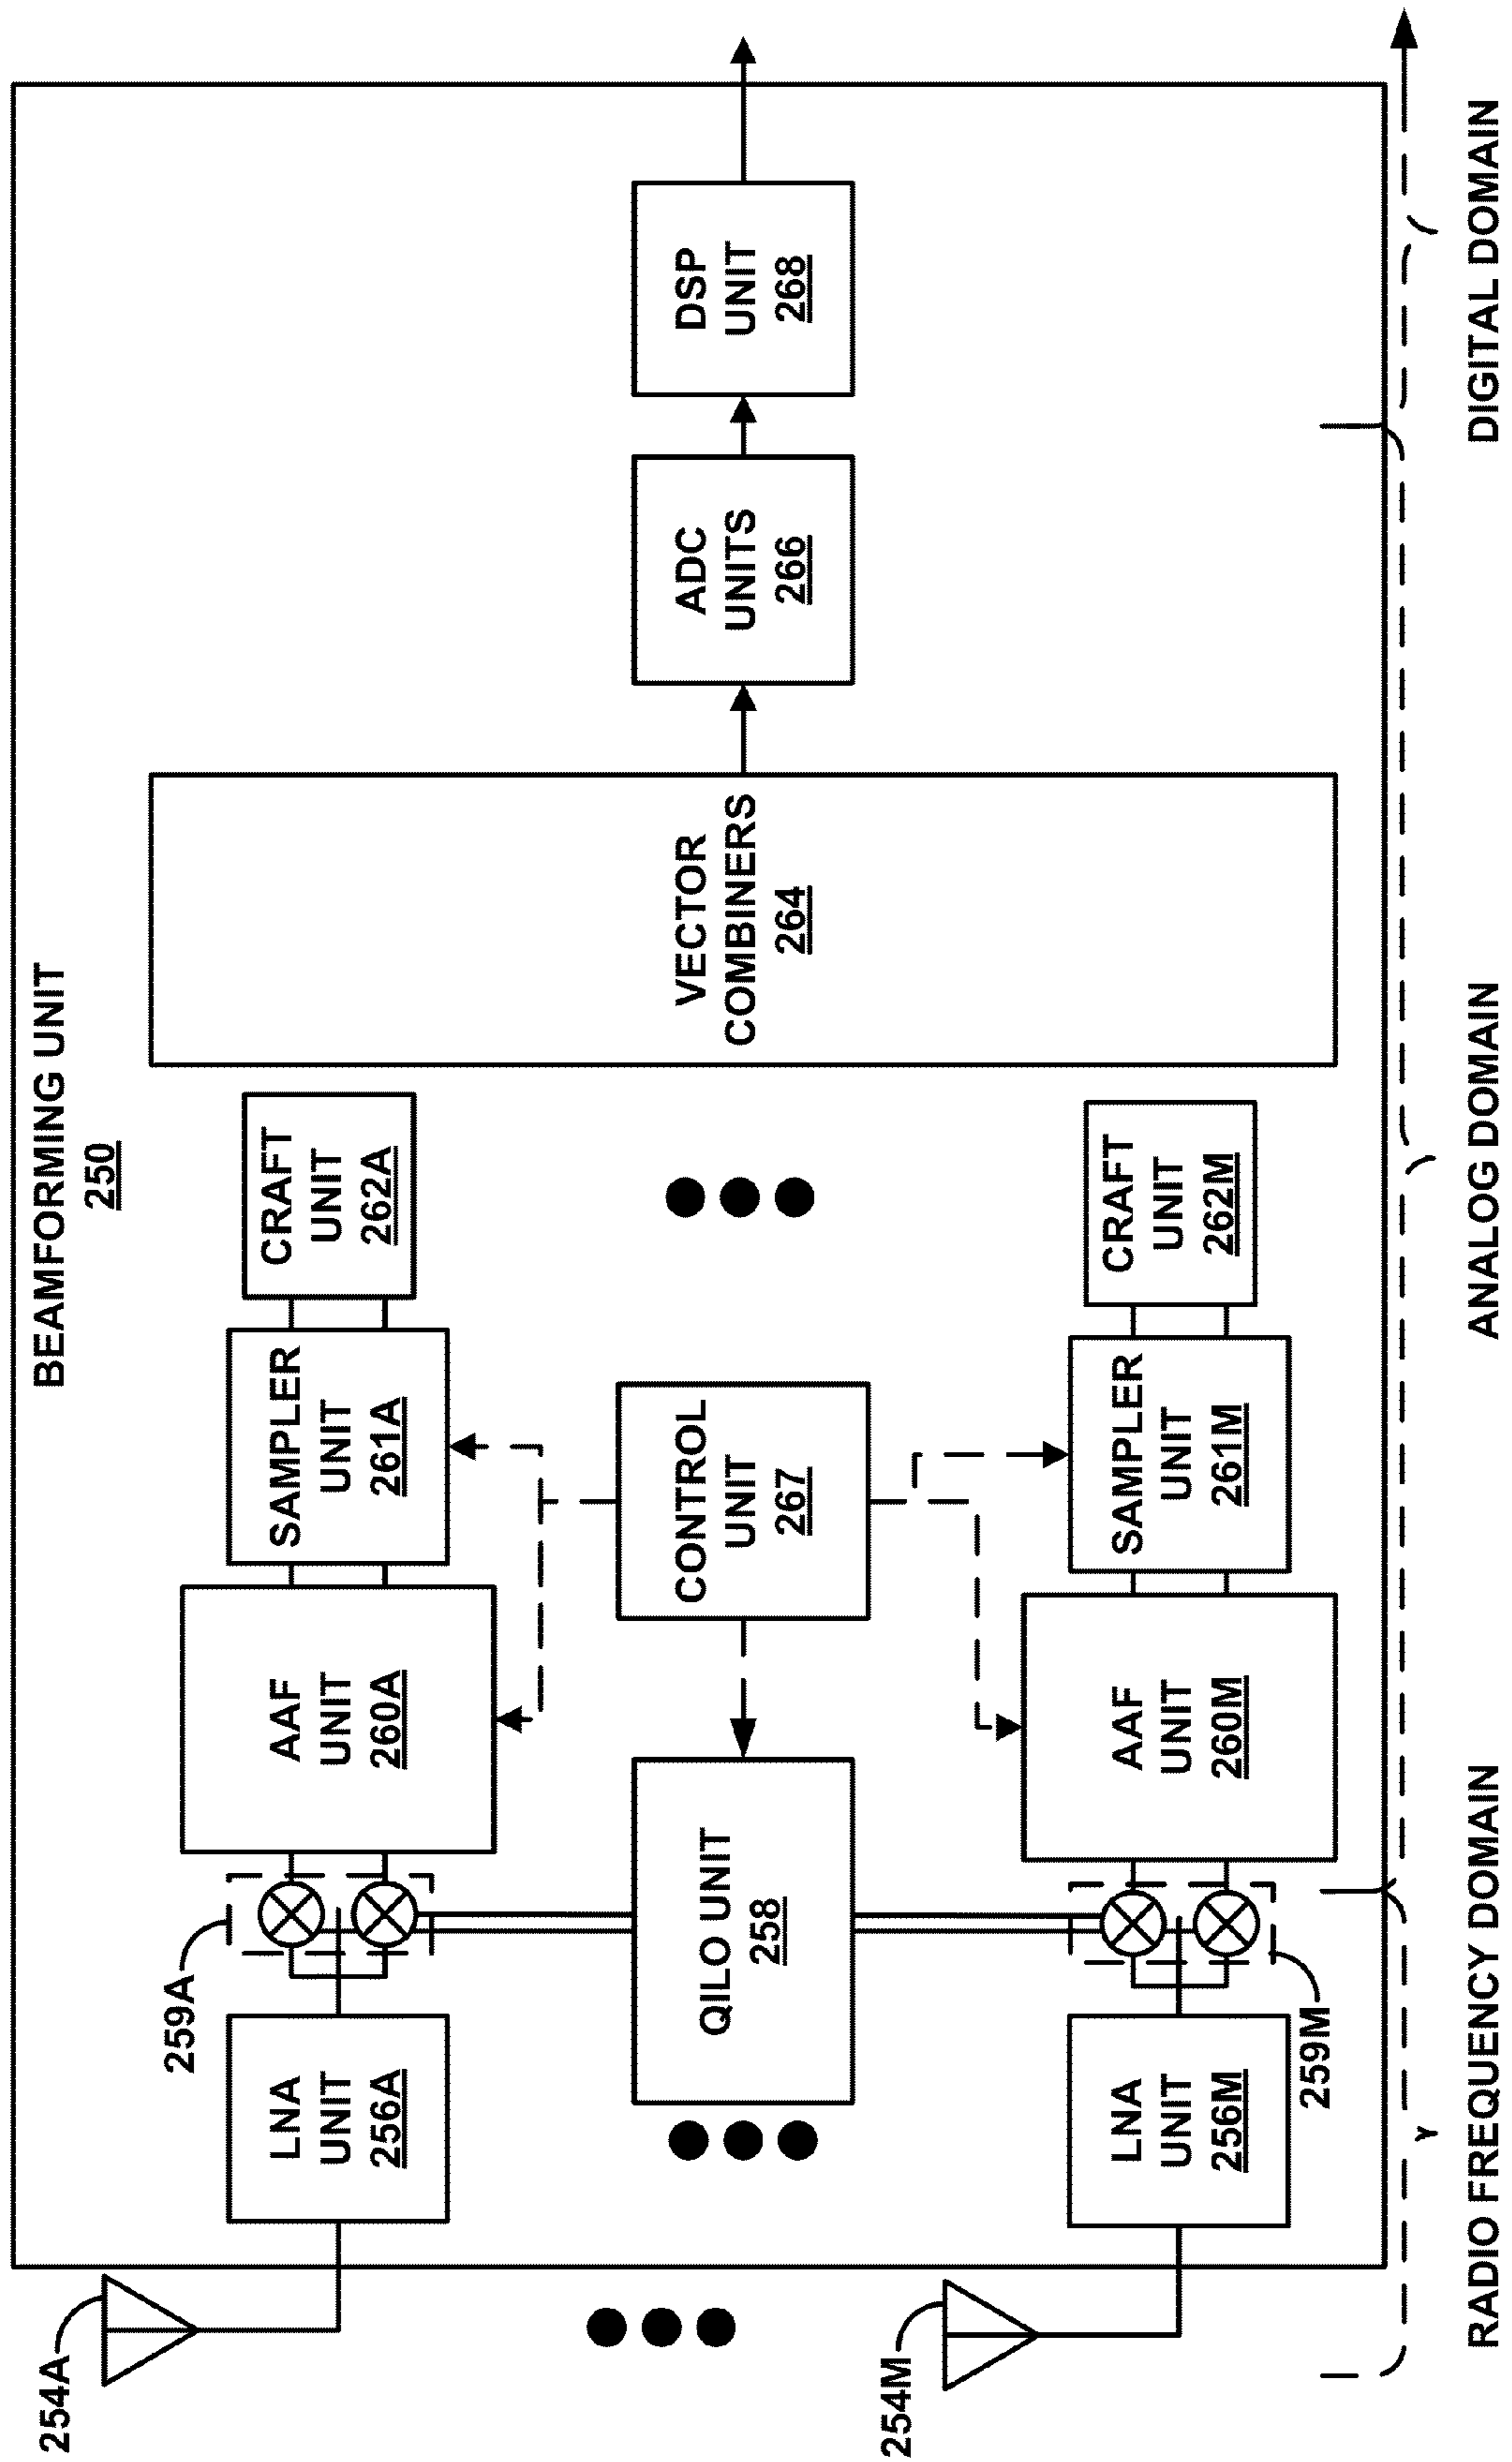 BEAMFORMING UNIT
250
254A
LNA
UNIT
256A
259A
AAF
UNIT
260A
SAMPLER
UNIT
261A
CRAFT
UNIT
262A
QILO UNIT
258
CONTROL
UNIT
267
VECTOR
COMBINERS
264
ADC
UNITS
266
DSP
UNIT
268
254M
LNA
UNIT
256M
259M
AAF
UNIT
260M
SAMPLER
UNIT
261M
CRAFT
UNIT
262M
RADIO FREQUENCY DOMAIN
ANALOG DOMAIN
DIGITAL DOMAIN